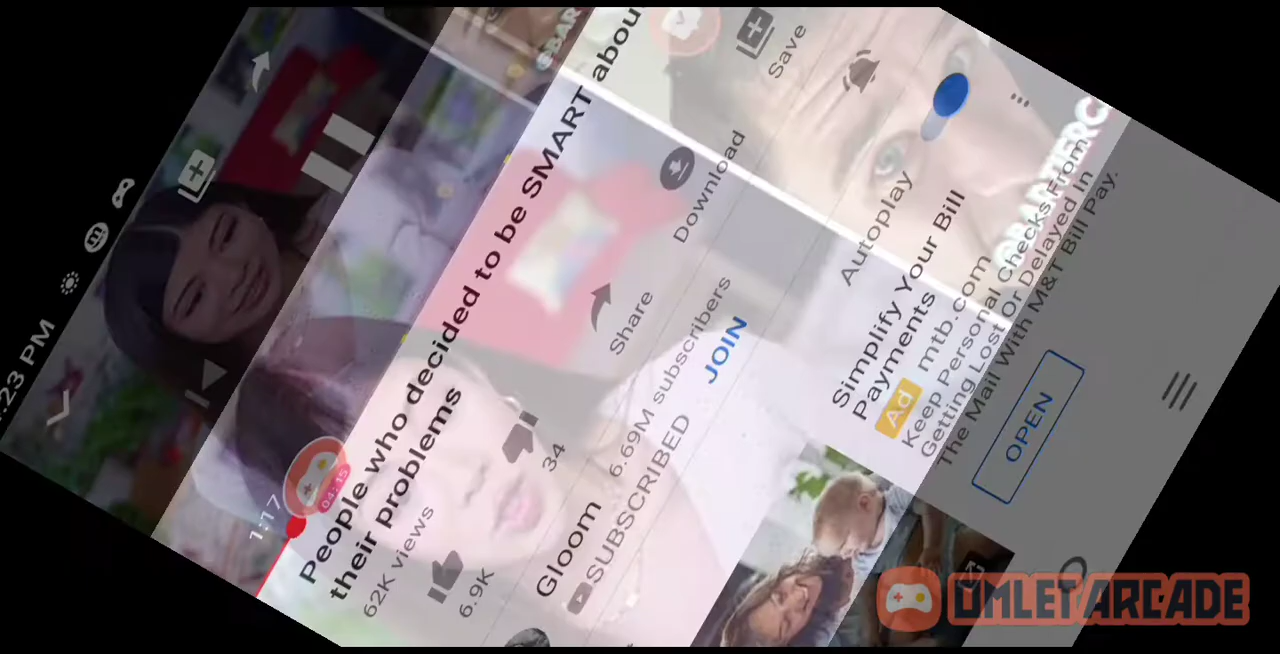 :23 PM
1:17
04:15
People who decided to be SMART abou
their problems
62K views
6.9K
34
Share
Download
Save
Gloom 6.69M subscribers
SUBSCRIBED
JOIN
Autoplay
Simplify Your Bill
Payments
Ad mtb.com
Keep Personal Checks From
Getting Lost Or Delayed In
The Mail With M&T Bill Pay.
OPEN
OMLET ARCADE